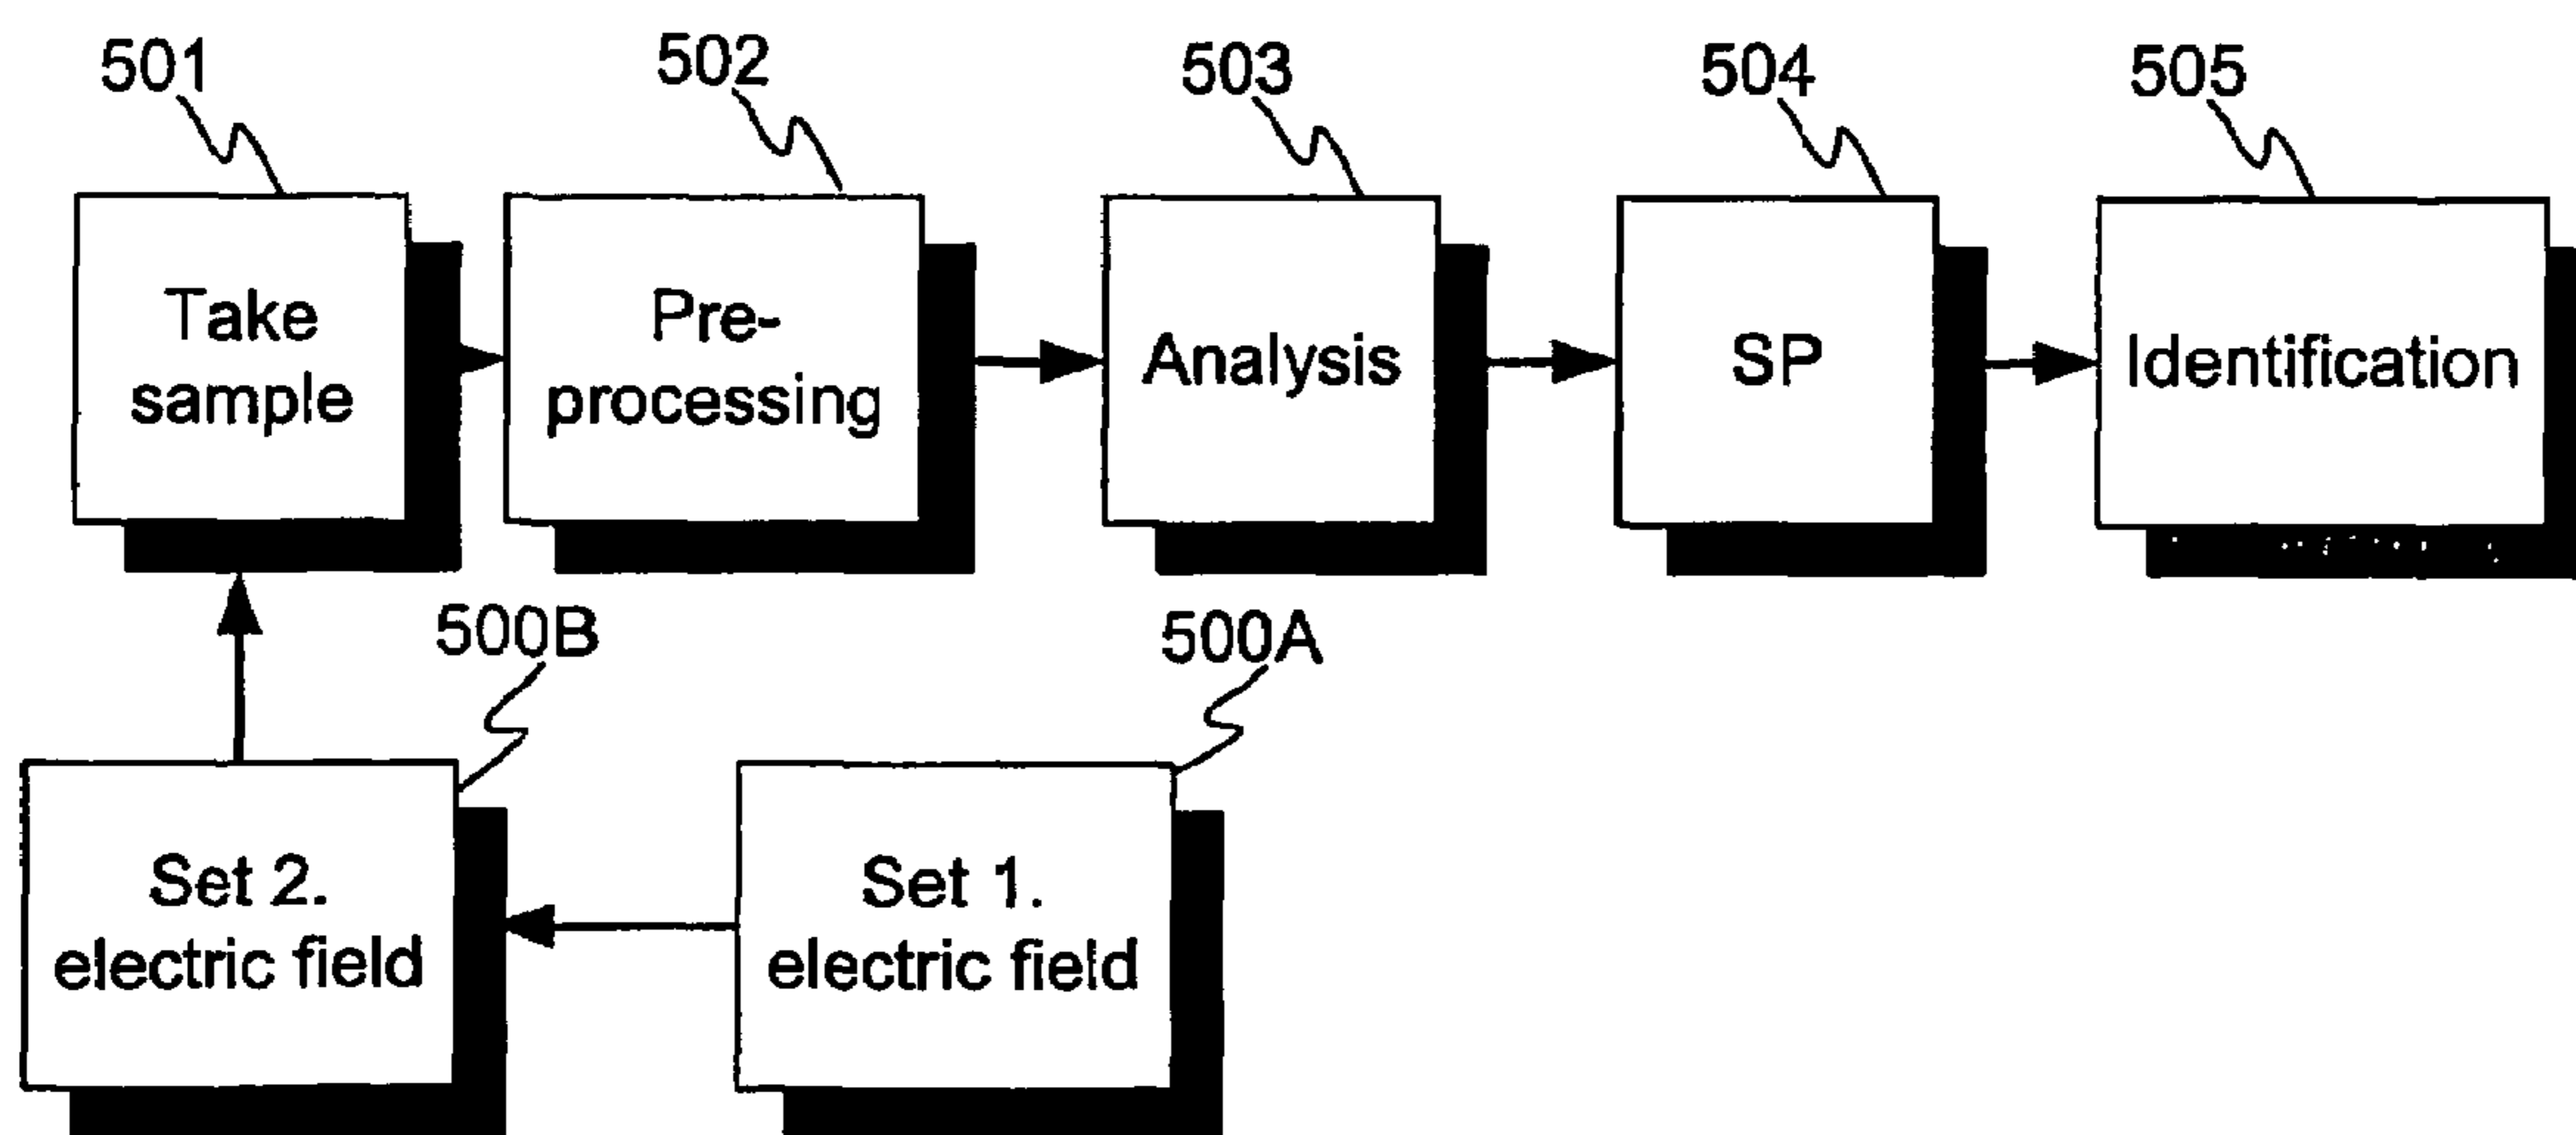 501
502
503
504
505
Take
sample
Pre-
processing
Analysis
SP
Identification
500B
500A
Set 2.
electric field
Set 1.
electric field